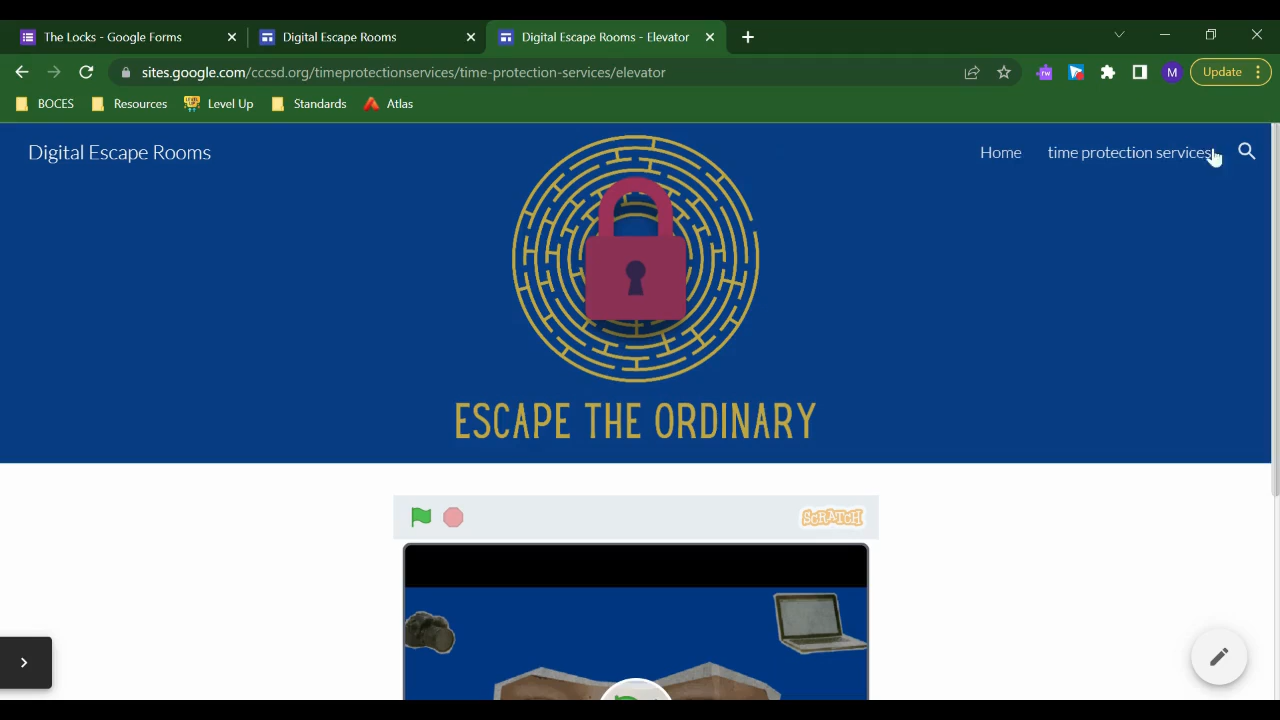 The Locks - Google Forms
Digital Escape Rooms
Digital Escape Rooms - Elevator
sites.google.com/cccsd.org/timeprotectionservices/time-protection-services/elevator
rw
M
Update
BOCES
Resources
Level Up
Standards
Atlas
Digital Escape Rooms
Home
time protection services
ESCAPE THE ORDINARY
SCRATCH